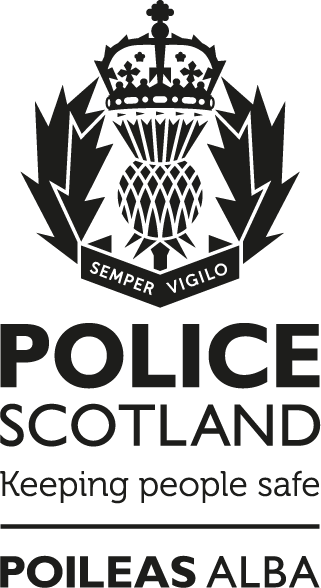 SEMPER VIGILO
POLICE
SCOTLAND
Keeping people safe
POILEAS ALBA